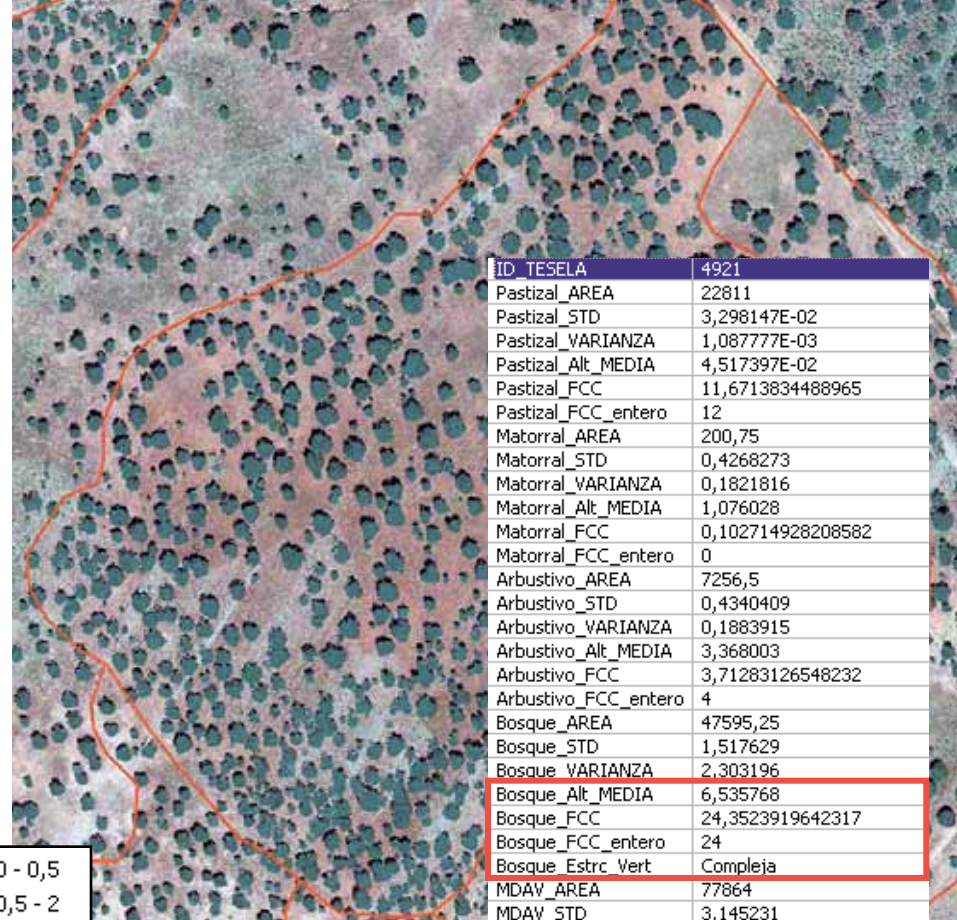 ID_TESELA 4921
Pastizal_AREA 22811
Pastizal_STD 3,298147E-02
Pastizal_VARIANZA 1,087777E-03
Pastizal_Alt_MEDIA 4,517397E-02
Pastizal_FCC 11,6713834488965
Pastizal_FCC_entero 12
Matorral_AREA 200,75
Matorral_STD 0,4268273
Matorral_VARIANZA 0,1821816
Matorral_Alt_MEDIA 1,076028
Matorral_FCC 0,102714928208582
Matorral_FCC_entero 0
Arbustivo_AREA 7256,5
Arbustivo_STD 0,4340409
Arbustivo_VARIANZA 0,1883915
Arbustivo_Alt_MEDIA 3,368003
Arbustivo_FCC 3,71283126548232
Arbustivo_FCC_entero 4
Bosque_AREA 47595,25
Bosque_STD 1,517629
Bosque_VARIANZA 2,303196
Bosque_Alt_MEDIA 6,535768
Bosque_FCC 24,3523919642317
Bosque_FCC_entero 24
Bosque_Estrc_Vert Compleja
MDAV_AREA 77864
MDAV_STD 3,145231
0 - 0,5
0,5 - 2